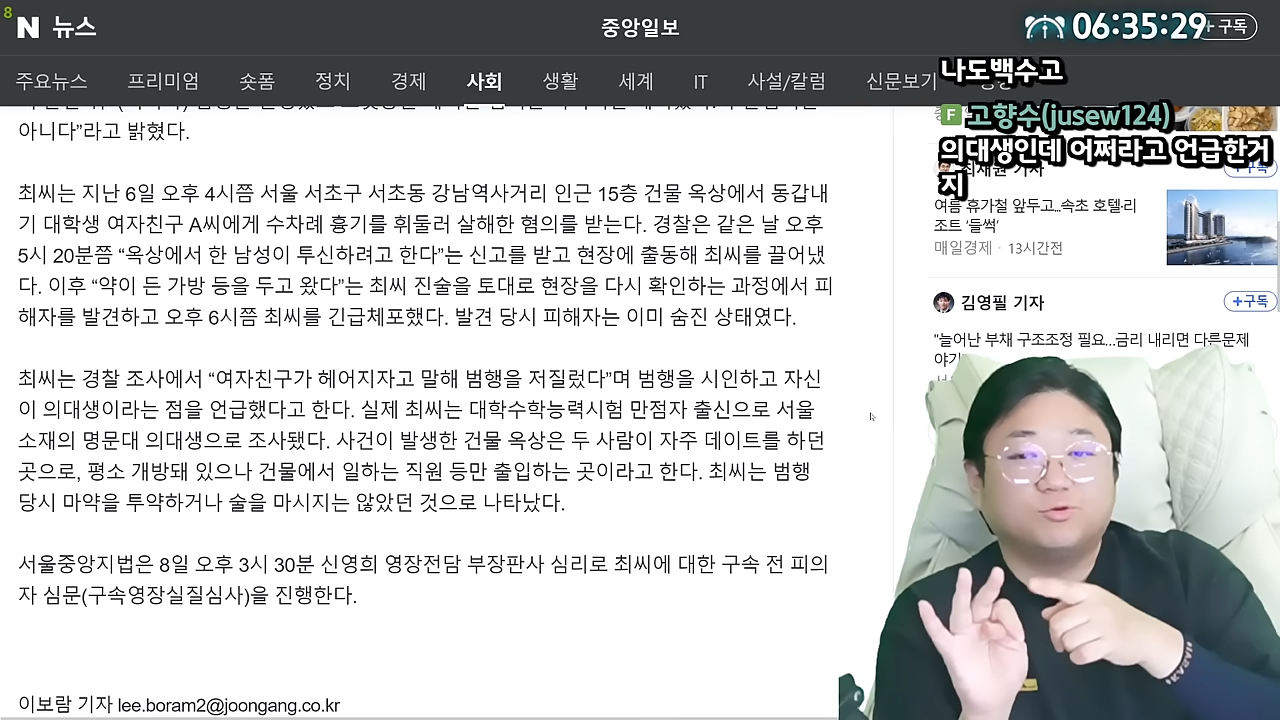 8
N 뉴스
중앙일보
06:35:29
구독
주요뉴스 프리미엄 숏폼 정치 경제 사회 생활 세계 IT 사설/칼럼 신문보기
나도백수고
F 고향수(jusew124)
의대생인데 어쩌라고 언급한거
지
아니다”라고 밝혔다.
최씨는 지난 6일 오후 4시쯤 서울 서초구 서초동 강남역사거리 인근 15층 건물 옥상에서 동갑내
기 대학생 여자친구 A씨에게 수차례 흉기를 휘둘러 살해한 혐의를 받는다. 경찰은 같은 날 오후
5시 20분쯤 “옥상에서 한 남성이 투신하려고 한다”는 신고를 받고 현장에 출동해 최씨를 끌어냈
다. 이후 “약이 든 가방 등을 두고 왔다”는 최씨 진술을 토대로 현장을 다시 확인하는 과정에서 피
해자를 발견하고 오후 6시쯤 최씨를 긴급체포했다. 발견 당시 피해자는 이미 숨진 상태였다.
최씨는 경찰 조사에서 “여자친구가 헤어지자고 말해 범행을 저질렀다”며 범행을 시인하고 자신
이 의대생이라는 점을 언급했다고 한다. 실제 최씨는 대학수학능력시험 만점자 출신으로 서울
소재의 명문대 의대생으로 조사됐다. 사건이 발생한 건물 옥상은 두 사람이 자주 데이트를 하던
곳으로, 평소 개방돼 있으나 건물에서 일하는 직원 등만 출입하는 곳이라고 한다. 최씨는 범행
당시 마약을 투약하거나 술을 마시지는 않았던 것으로 나타났다.
서울중앙지법은 8일 오후 3시 30분 신영희 영장전담 부장판사 심리로 최씨에 대한 구속 전 피의
자 심문(구속영장실질심사)을 진행한다.
이보람 기자 lee.boram2@joongang.co.kr
최재원 기자
여름 휴가철 앞두고...속초 호텔·리
조트 '들썩'
매일경제 · 13시간전
김영필 기자 +구독
"늘어난 부채 구조조정 필요...금리 내리면 다른문제
야기